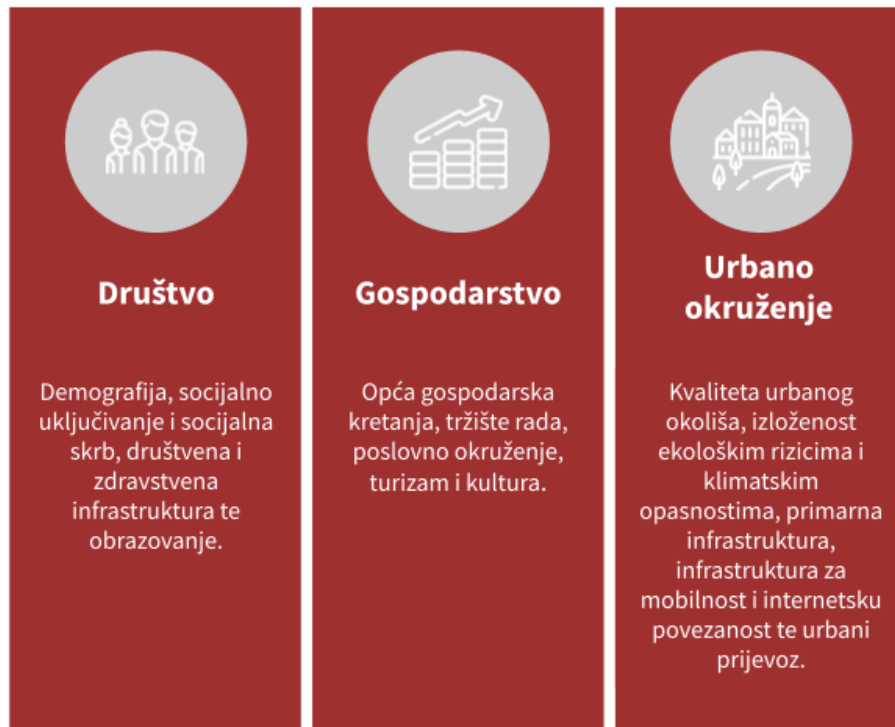 Društvo
Demografija, socijalno
uključivanje i socijalna
skrb, društvena i
zdravstvena
infrastruktura te
obrazovanje.
Gospodarstvo
Opća gospodarska
kretanja, tržište rada,
poslovno okruženje,
turizam i kultura.
Urbano
okruženje
Kvaliteta urbanog
okoliša, izloženost
ekološkim rizicima i
klimatskim
opasnostima, primarna
infrastruktura,
infrastruktura za
mobilnost i internetsku
povezanost te urbani
prijevoz.